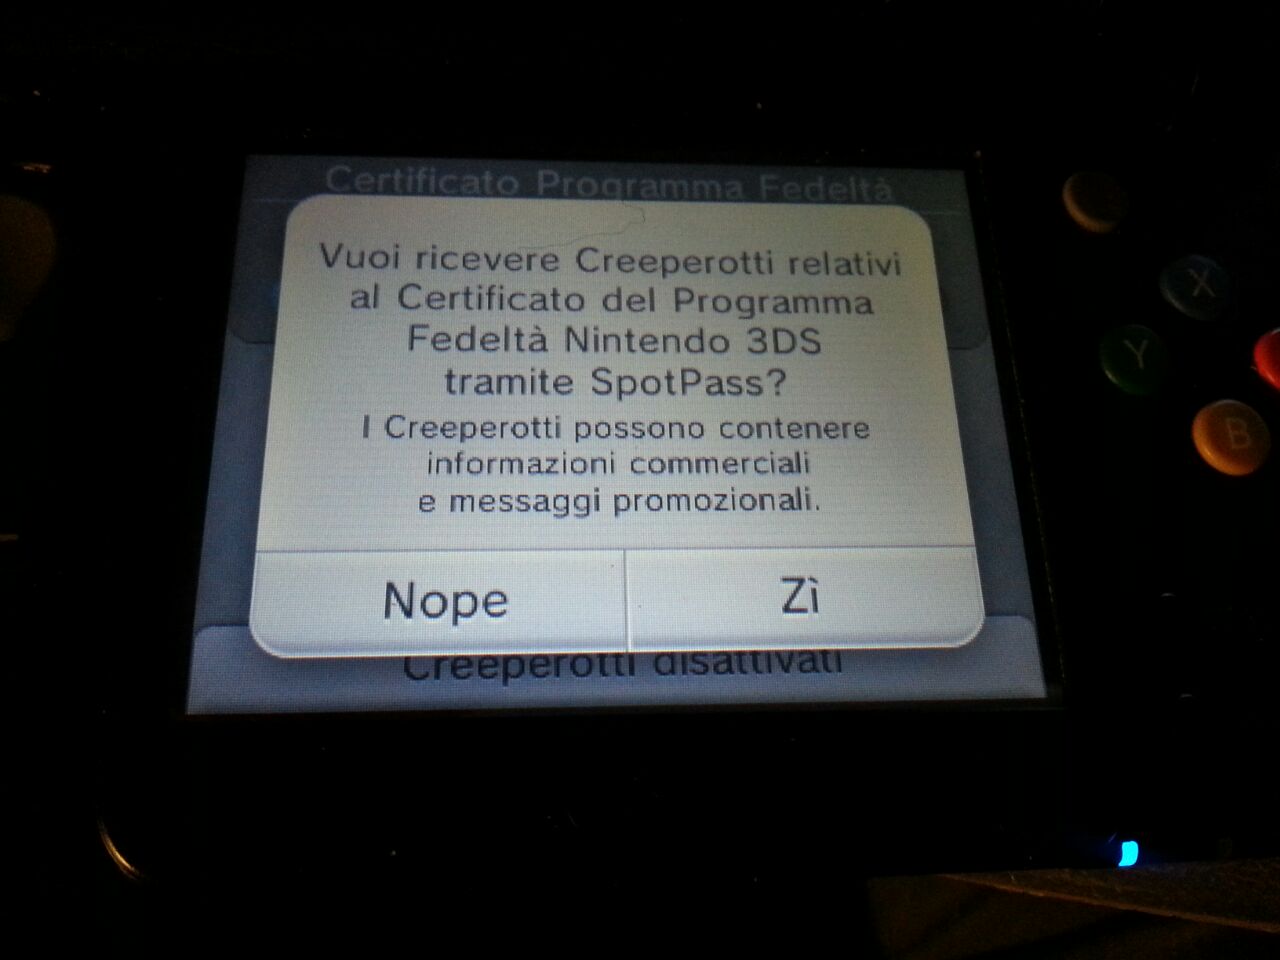 Certificato Programma Fedeltà
Vuoi ricevere Creeperotti relativi
al Certificato del Programma
Fedeltà Nintendo 3DS
tramite SpotPass?
I Creeperotti possono contenere
informazioni commerciali
e messaggi promozionali.
Nope
Zì
Creeperotti disattivati
X
Y
B